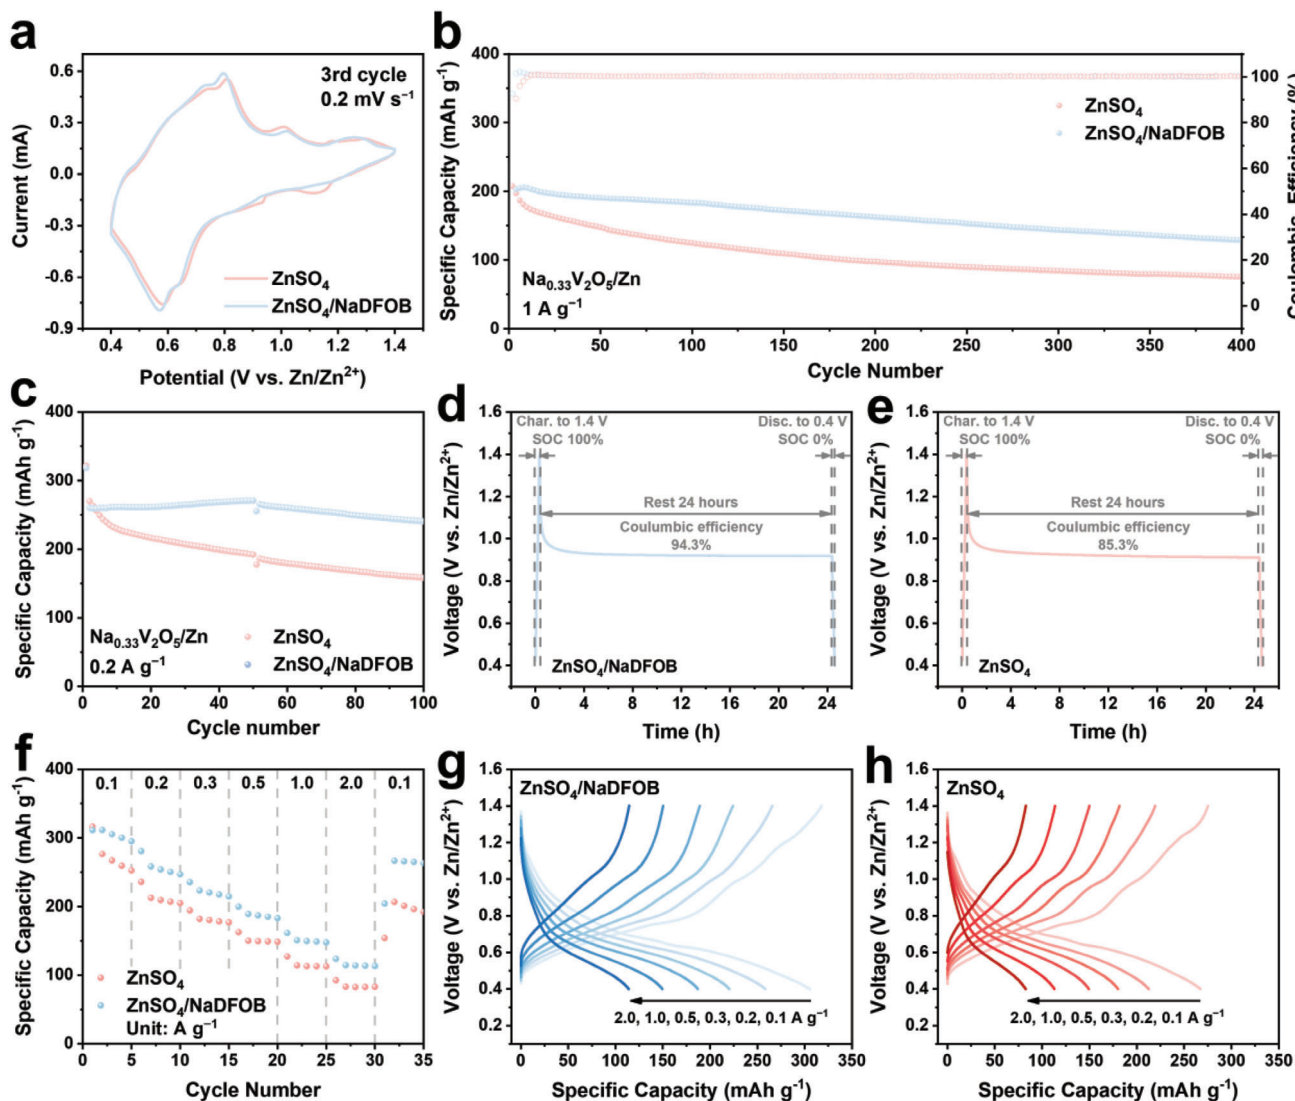 a
0.6
0.3
0.0
-0.3
-0.6
-0.9
Current (mA)
3rd cycle
0.2 mV s⁻¹
ZnSO₄
ZnSO₄/NaDFOB
0.4 0.6 0.8 1.0 1.2 1.4
Potential (V vs. Zn/Zn²⁺)
b
400
350
300
250
200
150
100
50
0
Specific Capacity (mAh g⁻¹)
ZnSO₄
ZnSO₄/NaDFOB
Na₀.₃₃V₂O₅/Zn
1 A g⁻¹
100
80
60
40
20
0
Coulombic Efficiency (%)
0 50 100 150 200 250 300 350 400
Cycle Number
c
400
300
200
100
0
Specific Capacity (mAh g⁻¹)
Na₀.₃₃V₂O₅/Zn
0.2 A g⁻¹
ZnSO₄
ZnSO₄/NaDFOB
0 20 40 60 80 100
Cycle number
d
1.6
1.4
1.2
1.0
0.8
0.6
0.4
Voltage (V vs. Zn/Zn²⁺)
Char. to 1.4 V
SOC 100%
Disc. to 0.4 V
SOC 0%
Rest 24 hours
Coulumbic efficiency
94.3%
ZnSO₄/NaDFOB
0 4 8 12 16 20 24
Time (h)
e
1.6
1.4
1.2
1.0
0.8
0.6
0.4
Voltage (V vs. Zn/Zn²⁺)
Char. to 1.4 V
SOC 100%
Disc. to 0.4 V
SOC 0%
Rest 24 hours
Coulumbic efficiency
85.3%
ZnSO₄
0 4 8 12 16 20 24
Time (h)
f
400
300
200
100
0
Specific Capacity (mAh g⁻¹)
0.1 0.2 0.3 0.5 1.0 2.0 0.1
ZnSO₄
ZnSO₄/NaDFOB
Unit: A g⁻¹
0 5 10 15 20 25 30 35
Cycle Number
g
1.6
1.4
1.2
1.0
0.8
0.6
0.4
0.2
Voltage (V vs. Zn/Zn²⁺)
ZnSO₄/NaDFOB
2.0, 1.0, 0.5, 0.3, 0.2, 0.1 A g⁻¹
0 50 100 150 200 250 300 350
Specific Capacity (mAh g⁻¹)
h
1.6
1.4
1.2
1.0
0.8
0.6
0.4
0.2
Voltage (V vs. Zn/Zn²⁺)
ZnSO₄
2.0, 1.0, 0.5, 0.3, 0.2, 0.1 A g⁻¹
0 50 100 150 200 250 300 350
Specific Capacity (mAh g⁻¹)